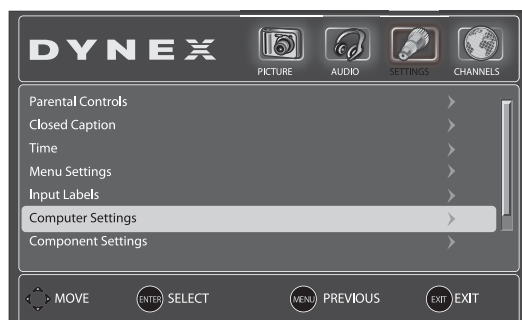 DYNEX
PICTURE AUDIO SETTINGS CHANNELS
Parental Controls
Closed Caption
Time
Menu Settings
Input Labels
Computer Settings
Component Settings
MOVE ENTER SELECT MENU PREVIOUS EXIT EXIT